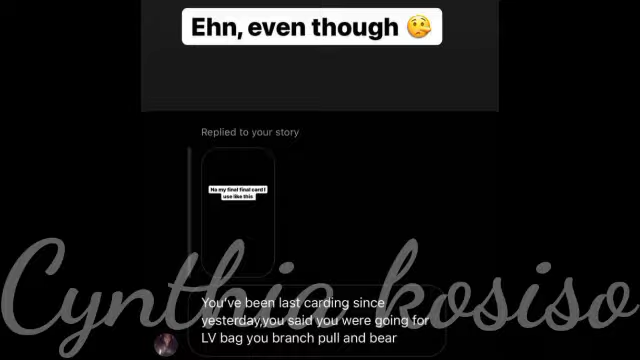 Ehn, even though 🤥
Replied to your story
Na my final final card I
use like this
Cynthia kosiso
You've been last carding since
yesterday,you said you were going for
LV bag you branch pull and bear